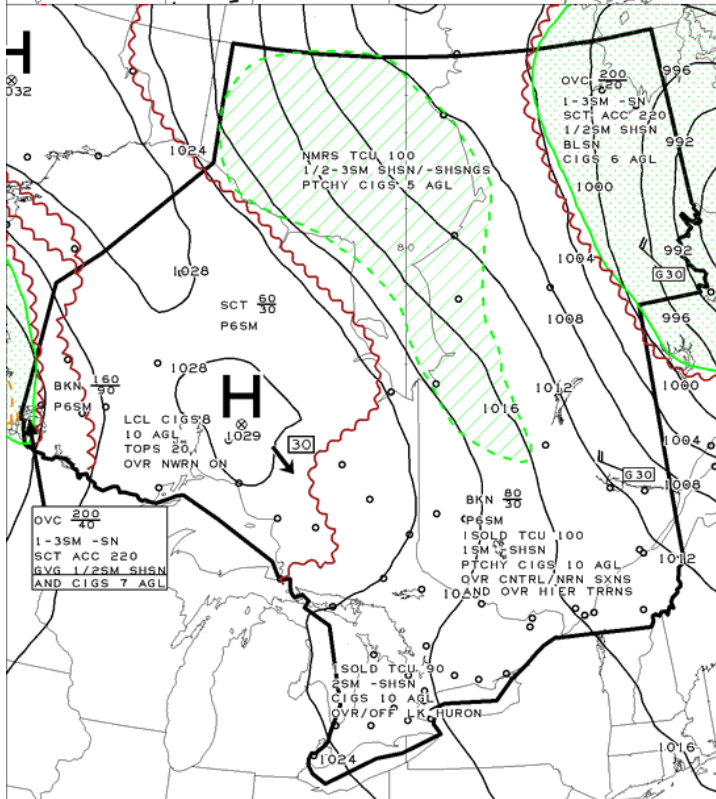 H
1032
996
OVC 200/20
1-3SM -SN
SCT ACC 220
1/2SM SHSN
BLSN
CIGS 6 AGL
992
1024
NMRS TCU 100
1/2-3SM SHSN/-SHSNGS
PTCHY CIGS 5 AGL
1000
80
992
1004
G30
1028
SCT 60/30
P6SM
996
1008
1028
BKN 160/90
P6SM
H
1029
1012
1000
1016
LCL CIGS 8
10 AGL
TOPS 20
OVR NWRN ON
30
1004
G30
1008
BKN 80/30
P6SM
ISOLD TCU 100
1SM -SHSN
PTCHY CIGS 10 AGL
OVR CNTRL/NRN SXNS
AND OVR HIER TRRNS
OVC 200/40
1-3SM -SN
SCT ACC 220
GVG 1/2SM SHSN
AND CIGS 7 AGL
1012
ISOLD TCU 90
2SM -SHSN
CIGS 10 AGL
OVR/OFF LK HURON
1024
1016